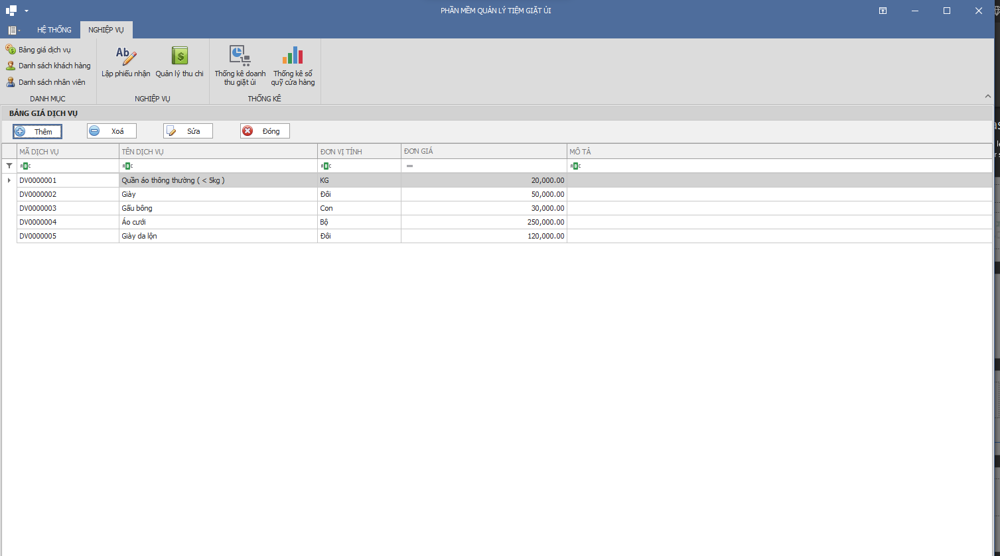 PHẦN MỀM QUẢN LÝ TIỆM GIẶT ỦI
HỆ THỐNG
NGHIỆP VỤ
Bảng giá dịch vụ
Danh sách khách hàng
Danh sách nhân viên
DANH MỤC
Lập phiếu nhận
Quản lý thu chi
NGHIỆP VỤ
Thống kê doanh
thu giặt ủi
Thống kê số
quỹ cửa hàng
THỐNG KÊ
BẢNG GIÁ DỊCH VỤ
Thêm
Xoá
Sửa
Đóng
MÃ DỊCH VỤ TÊN DỊCH VỤ ĐƠN VỊ TÍNH ĐƠN GIÁ MÔ TẢ
ABC ABC ABC = ABC
DV0000001 Quần áo thông thường ( < 5kg ) KG 20,000.00
DV0000002 Giày Đôi 50,000.00
DV0000003 Gấu bông Con 30,000.00
DV0000004 Áo cưới Bộ 250,000.00
DV0000005 Giày da lộn Đôi 120,000.00